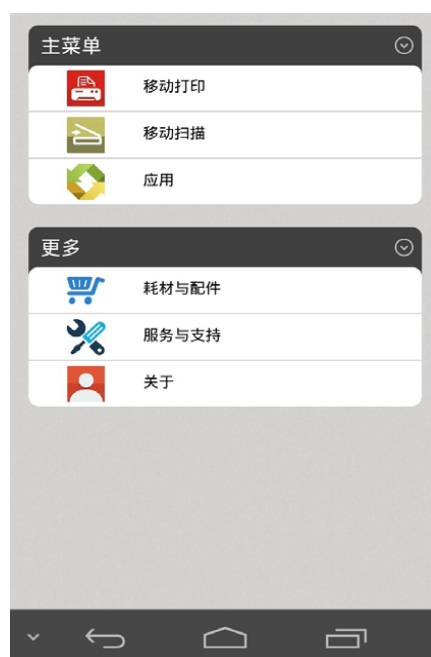 主菜单
移动打印
移动扫描
应用
更多
耗材与配件
服务与支持
关于